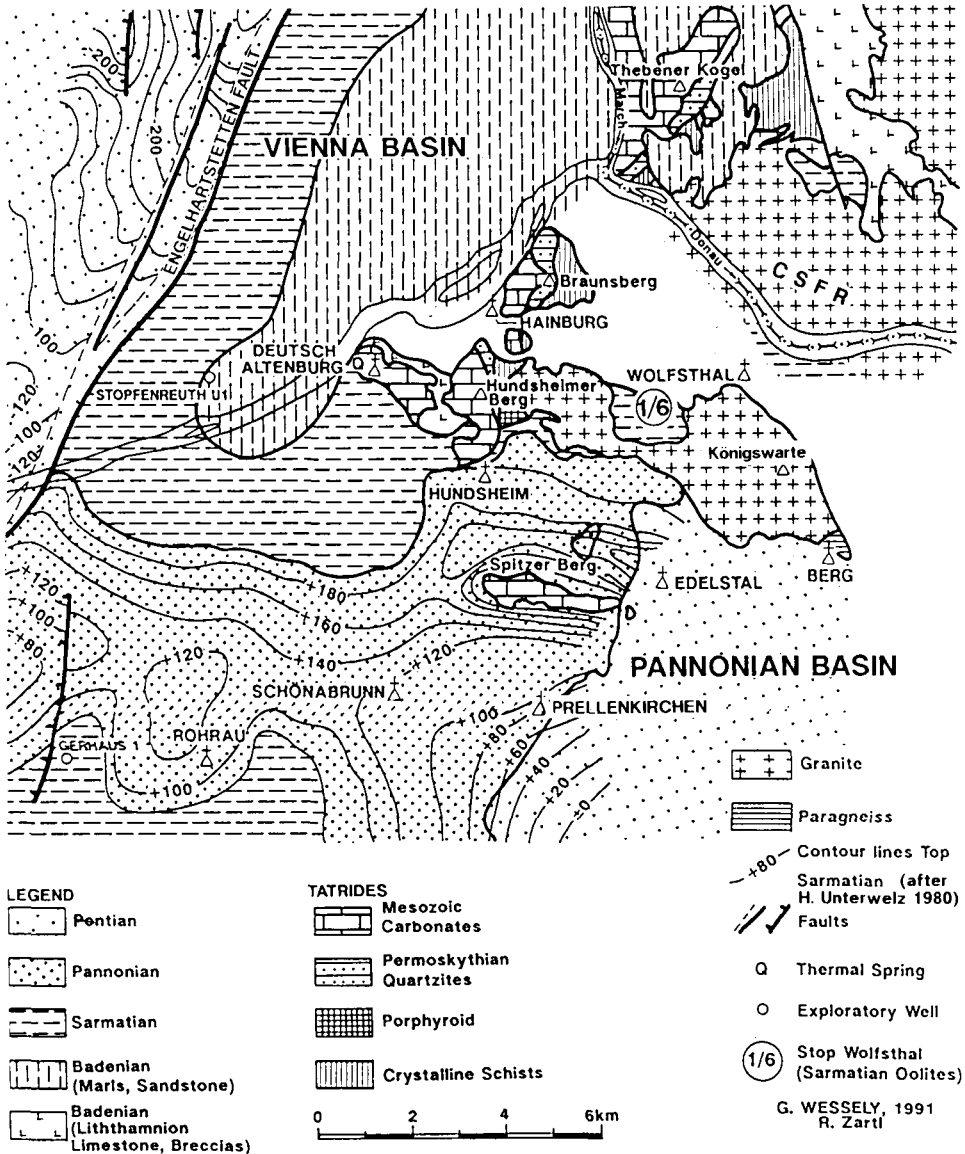 200
200
ENGELHARTSTETTEN FAULT
VIENNA BASIN
Thebener Kogel
March
Donau
CSFR
Braunsberg
HAINBURG
100
DEUTSCH
ALTENBURG
Q
STOPFENREUTH U1
Hundsheimer
Berg
WOLFSTHAL
1/6
Königswarte
120
100
120
HUNDSHEIM
BERG
Spitzer Berg
EDELSTAL
+120
+100
+80
+180
+160
+140
+120
+120
SCHÖNABRUNN
PANNONIAN BASIN
PRELLENKIRCHEN
GERHAUS 1
ROHRAU
+100
+100
+80
+60
+40
+20
±0
Granite
Paragneiss
+80 Contour lines Top
Sarmatian (after
H. Unterwelz 1980)
Faults
Q Thermal Spring
Exploratory Well
1/6 Stop Wolfsthal
(Sarmatian Oolites)
G. WESSELY, 1991
R. Zartl
LEGEND
Pontian
Pannonian
Sarmatian
Badenian
(Marls, Sandstone)
Badenian
(Liththamnion
Limestone, Breccias)
TATRIDES
Mesozoic
Carbonates
Permoskythian
Quartzites
Porphyroid
Crystalline Schists
0 2 4 6km